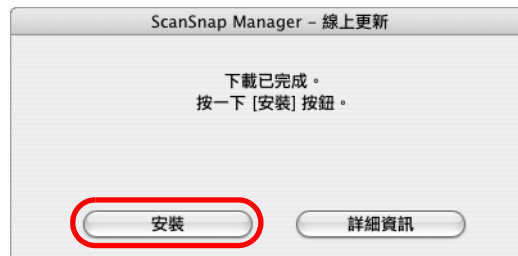 ScanSnap Manager – 線上更新
下載已完成。
按一下 [安裝] 按鈕。
安裝
詳細資訊